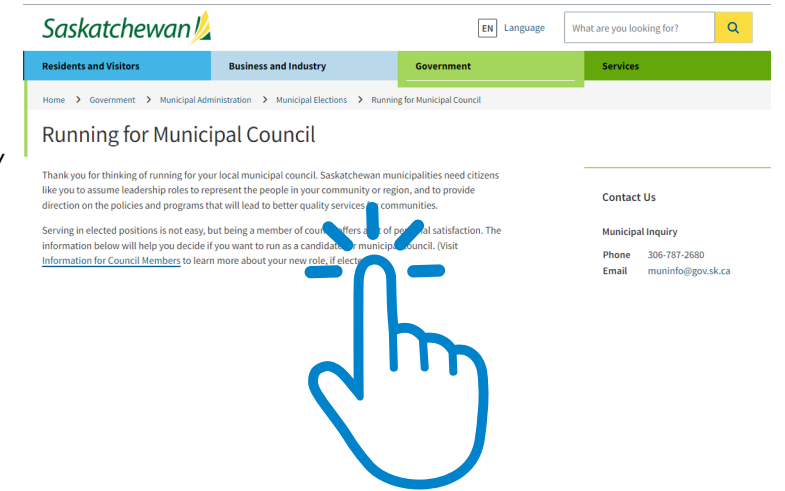 Saskatchewan
EN Language
What are you looking for?
Residents and Visitors
Business and Industry
Government
Services
Home > Government > Municipal Administration > Municipal Elections > Running for Municipal Council
Running for Municipal Council
Thank you for thinking of running for your local municipal council. Saskatchewan municipalities need citizens
like you to assume leadership roles to represent the people in your community or region, and to provide
direction on the policies and programs that will lead to better quality services communities.
Serving in elected positions is not easy, but being a member of offers a of satisfaction. The
information below will help you decide if you want to run as a candidate municipal council. (Visit
Information for Council Members to learn more about your new role, if
Contact Us
Municipal Inquiry
Phone 306-787-2680
Email muninfo@gov.sk.ca